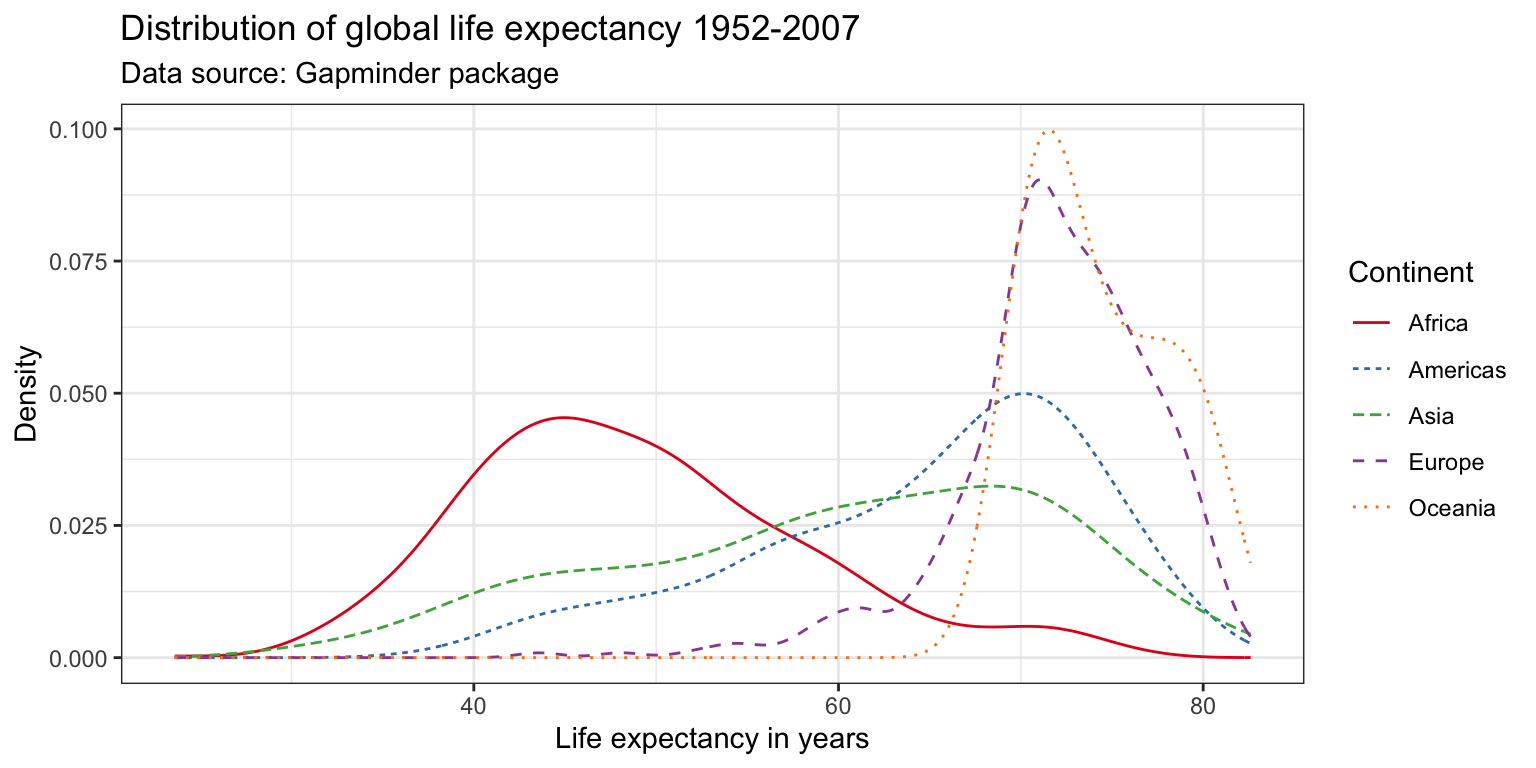 Distribution of global life expectancy 1952-2007
Data source: Gapminder package
0.100
0.075
0.050
0.025
0.000
Density
40 60 80
Life expectancy in years
Continent
Africa
Americas
Asia
Europe
Oceania